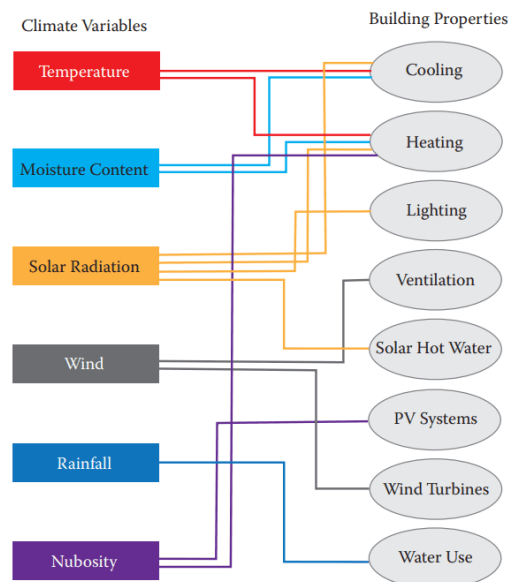 Climate Variables
Building Properties
Temperature
Cooling
Moisture Content
Heating
Lighting
Solar Radiation
Ventilation
Solar Hot Water
Wind
PV Systems
Rainfall
Wind Turbines
Nubosity
Water Use